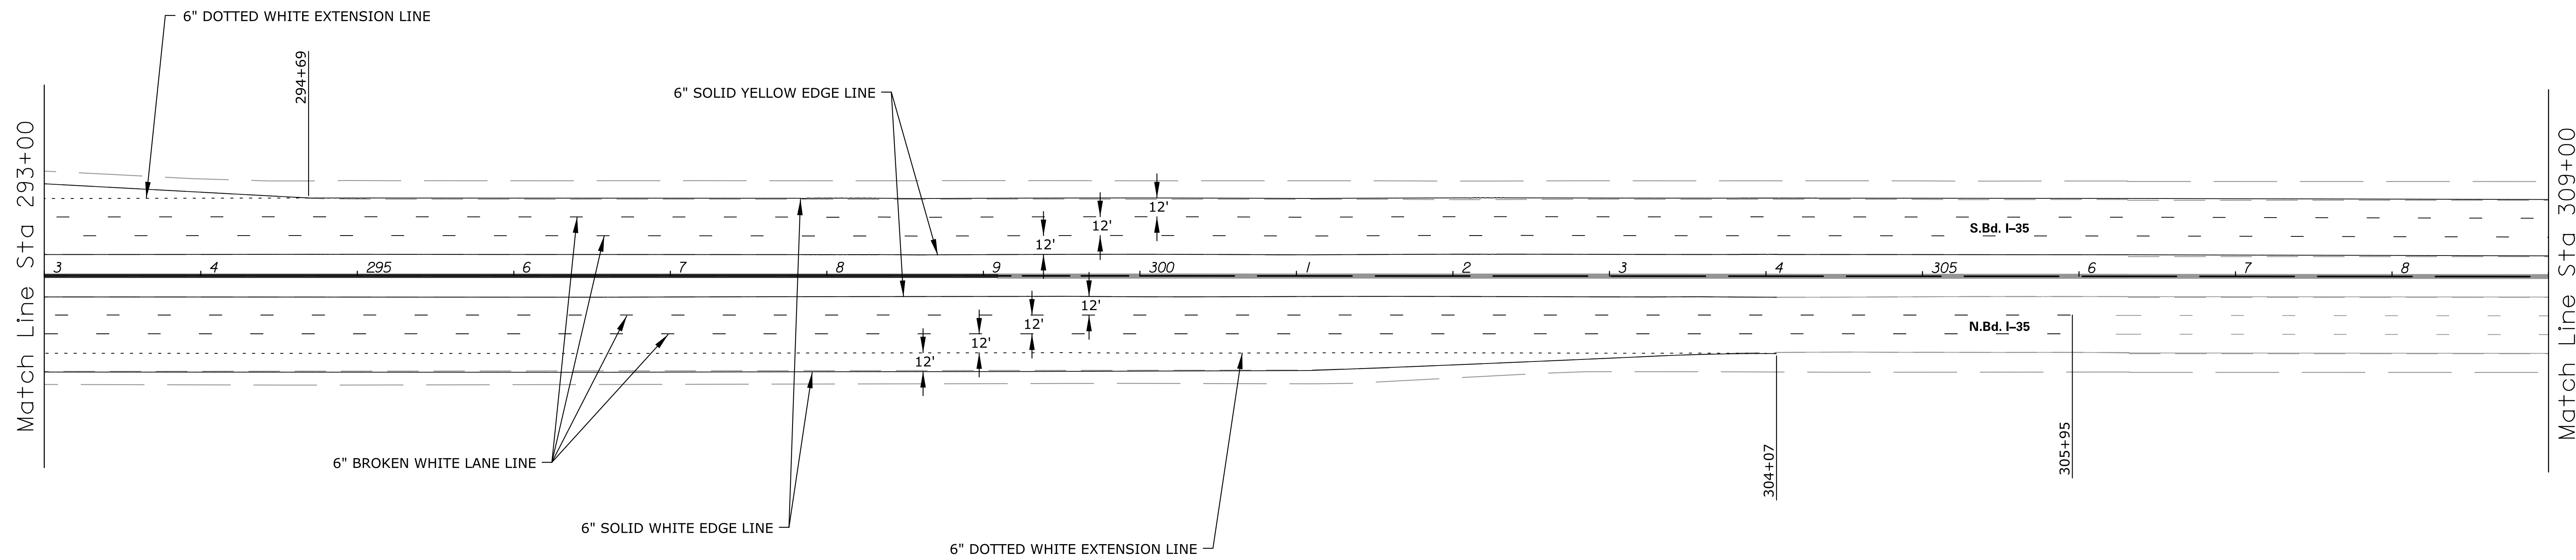 6" DOTTED WHITE EXTENSION LINE
294+69
6" SOLID YELLOW EDGE LINE
Match Line Sta 293+00
Match Line Sta 309+00
12'
12'
12'
S.Bd. I-35
3 4 295 6 7 8 9 300 1 2 3 4 305 6 7 8
12'
12'
12'
12'
N.Bd. I-35
6" BROKEN WHITE LANE LINE
304+07
305+95
6" SOLID WHITE EDGE LINE
6" DOTTED WHITE EXTENSION LINE